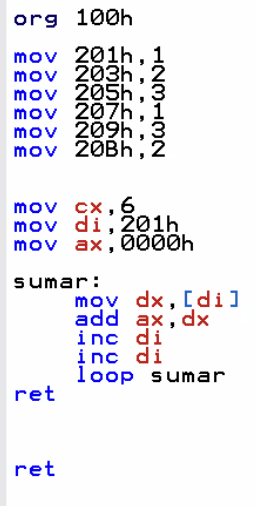 org 100h
mov 201h,1
mov 203h,2
mov 205h,3
mov 207h,1
mov 209h,3
mov 20Bh,2
mov cx,6
mov di,201h
mov ax,0000h
sumar:
mov dx,[di]
add ax,dx
inc di
inc di
loop sumar
ret
ret